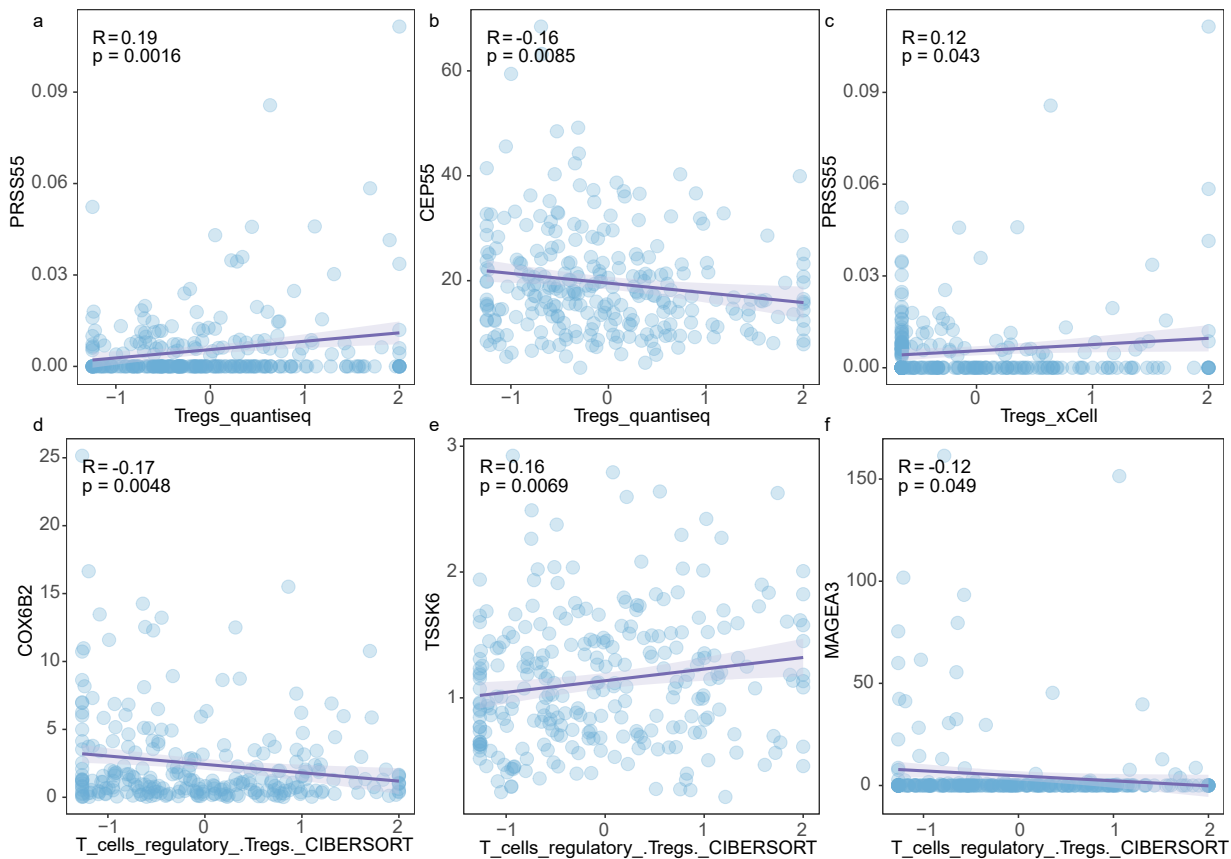 a
R=0.19
p = 0.0016
PRSS55
0.09
0.06
0.03
0.00
−1 0 1 2
Tregs_quantiseq
b
R=-0.16
p = 0.0085
CEP55
60
40
20
−1 0 1 2
Tregs_quantiseq
c
R=0.12
p = 0.043
PRSS55
0.09
0.06
0.03
0.00
0 1 2
Tregs_xCell
d
R= -0.17
p = 0.0048
COX6B2
25
20
15
10
5
0
−1 0 1 2
T_cells_regulatory_.Tregs._CIBERSORT
e
R=0.16
p = 0.0069
TSSK6
3
2
1
−1 0 1 2
T_cells_regulatory_.Tregs._CIBERSORT
f
R=-0.12
p = 0.049
MAGEA3
150
100
50
0
−1 0 1 2
T_cells_regulatory_.Tregs._CIBERSORT